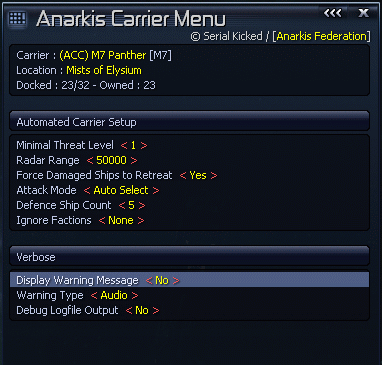 Anarkis Carrier Menu
<<< X
© Serial Kicked / [Anarkis Federation]
Carrier : (ACC) M7 Panther [M7]
Location : Mists of Elysium
Docked : 23/32 - Owned : 23
Automated Carrier Setup
Minimal Threat Level < 1 >
Radar Range < 50000 >
Force Damaged Ships to Retreat < Yes >
Attack Mode < Auto Select >
Defence Ship Count < 5 >
Ignore Factions < None >
Verbose
Display Warning Message < No >
Warning Type < Audio >
Debug Logfile Output < No >